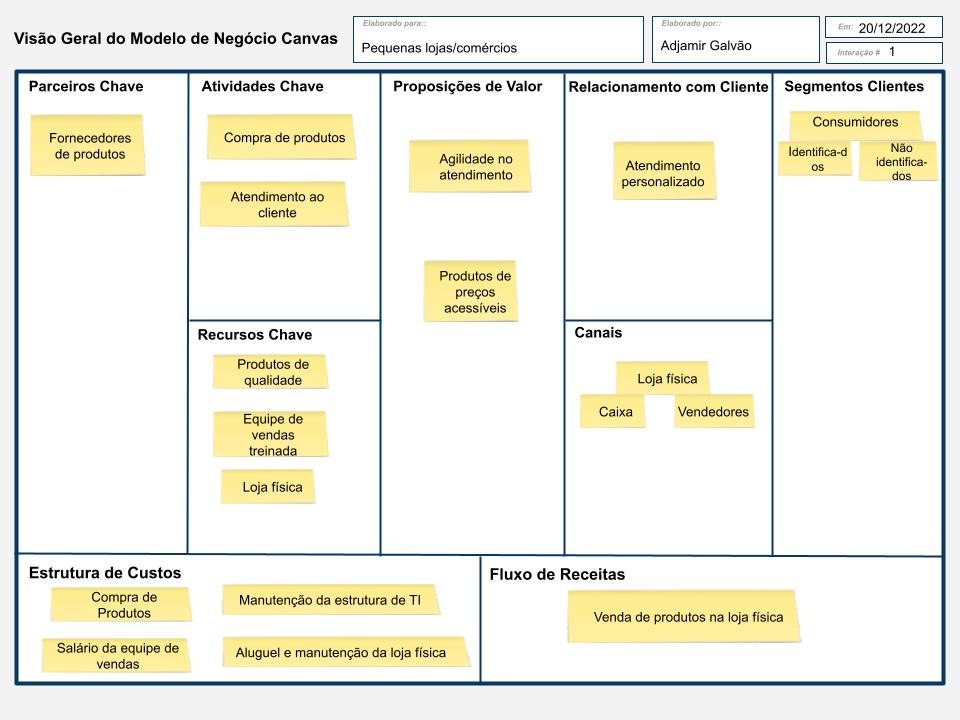 Visão Geral do Modelo de Negócio Canvas
Elaborado para::
Pequenas lojas/comércios
Elaborado por::
Adjamir Galvão
Em:
20/12/2022
Interação #
1
Parceiros Chave
Fornecedores
de produtos
Atividades Chave
Compra de produtos
Atendimento ao
cliente
Recursos Chave
Produtos de
qualidade
Equipe de
vendas
treinada
Loja física
Proposições de Valor
Agilidade no
atendimento
Produtos de
preços
acessíveis
Relacionamento com Cliente
Atendimento
personalizado
Canais
Loja física
Caixa
Vendedores
Segmentos Clientes
Consumidores
Identifica-d
os
Não
identifica-
dos
Estrutura de Custos
Compra de
Produtos
Manutenção da estrutura de TI
Salário da equipe de
vendas
Aluguel e manutenção da loja física
Fluxo de Receitas
Venda de produtos na loja física